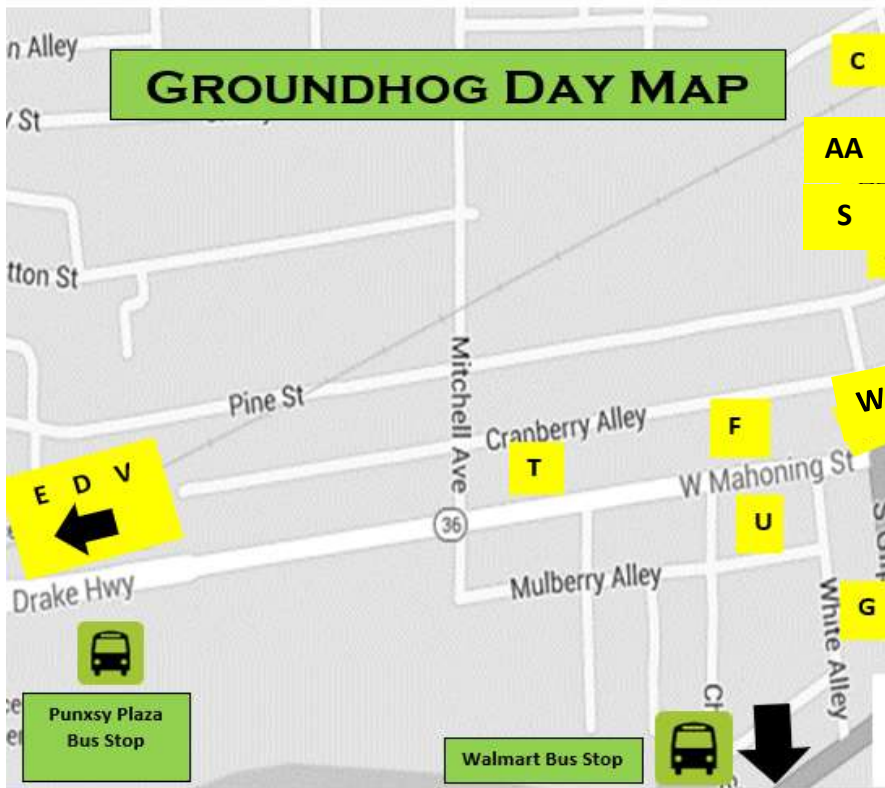 n Alley
GROUNDHOG DAY MAP
C
y St
AA
S
tton St
Mitchell Ave
Pine St
Cranberry Alley
W
F
T
W Mahoning St
E D V
36
U
Drake Hwy
Mulberry Alley
White Alley
G
Punxsy Plaza
Bus Stop
Walmart Bus Stop